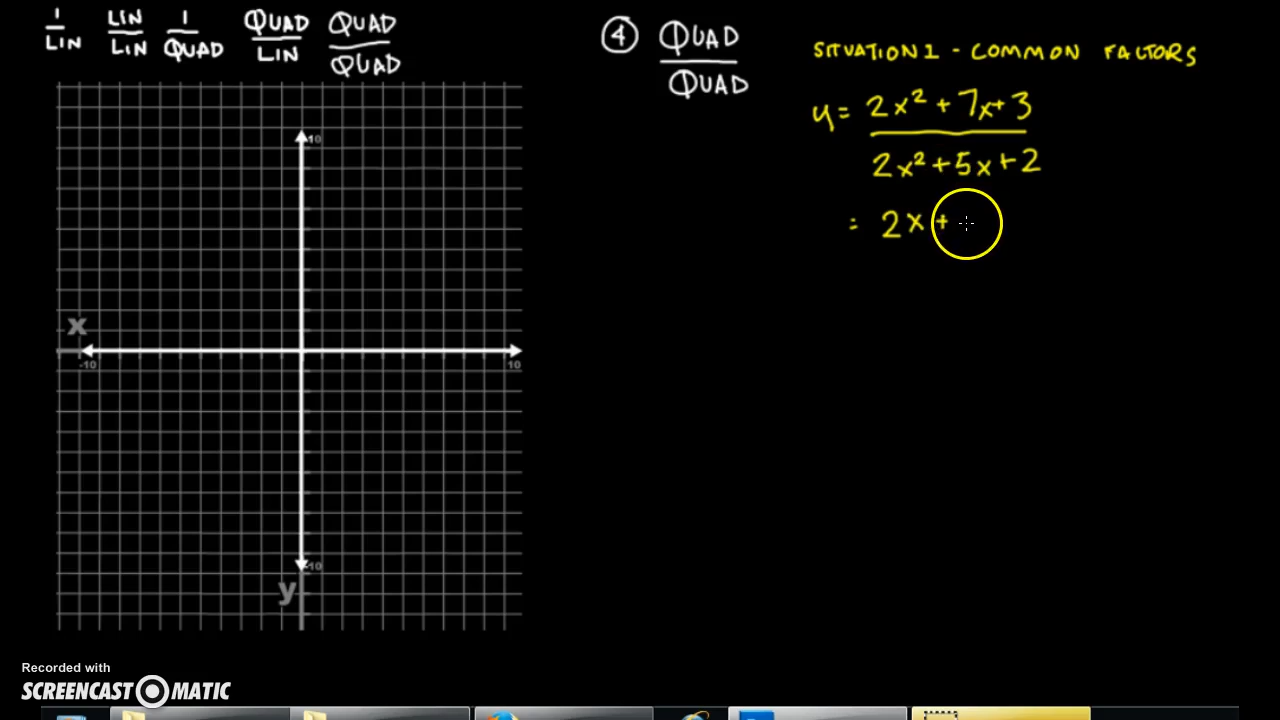 1/LIN LIN/LIN 1/QUAD QUAD/LIN QUAD/QUAD
4 QUAD/QUAD
SITUATION 1 - COMMON FACTORS
y = 2x² + 7x + 3
2x² + 5x + 2
= 2x +
10
x
-10
10
-10
y
Recorded with
SCREENCAST-O-MATIC